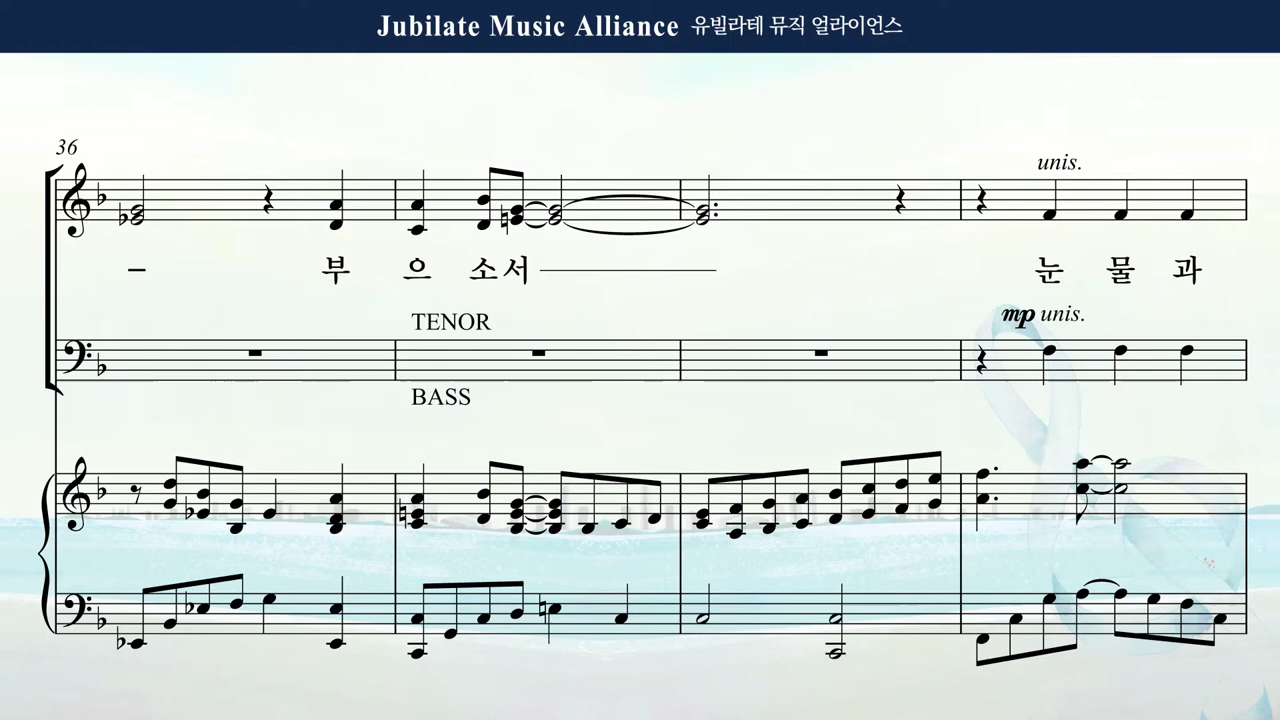 Jubilate Music Alliance 유빌라테 뮤직 얼라이언스
36
unis.
– 부 으 소 서 눈 물 과
TENOR
mp unis.
BASS